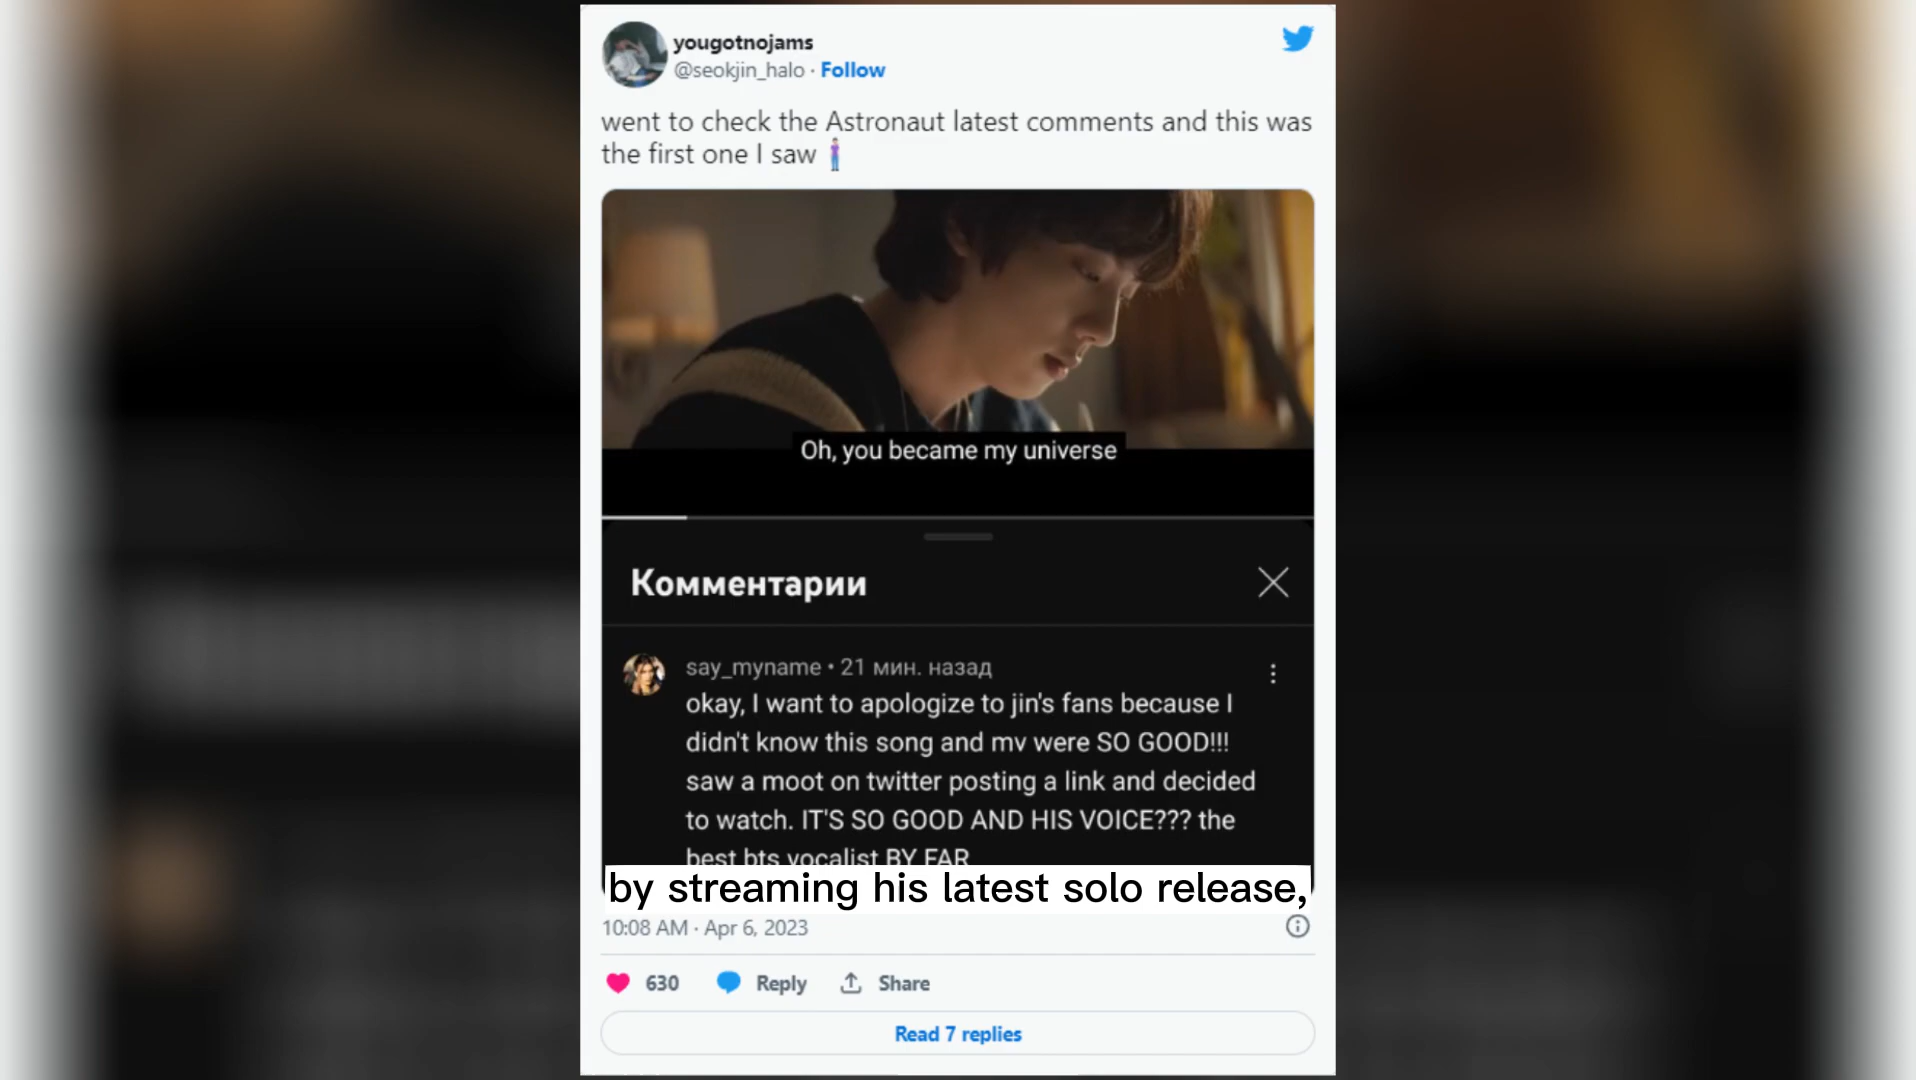 yougotnojams
@seokjin_halo · Follow
went to check the Astronaut latest comments and this was
the first one I saw
Oh, you became my universe
Комментарии
say_myname • 21 мин. назад
okay, I want to apologize to jin's fans because I
didn't know this song and mv were SO GOOD!!!
saw a moot on twitter posting a link and decided
to watch. IT'S SO GOOD AND HIS VOICE??? the
best bts vocalist BY FAR
by streaming his latest solo release,
10:08 AM · Apr 6, 2023
630 Reply Share
Read 7 replies